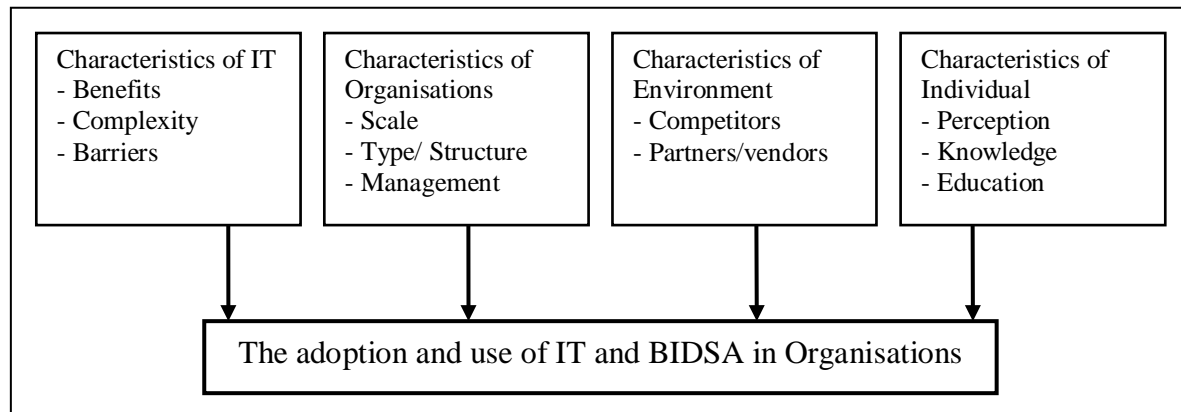 Characteristics of IT
- Benefits
- Complexity
- Barriers
Characteristics of
Organisations
- Scale
- Type/ Structure
- Management
Characteristics of
Environment
- Competitors
- Partners/vendors
Characteristics of
Individual
- Perception
- Knowledge
- Education
The adoption and use of IT and BIDSA in Organisations